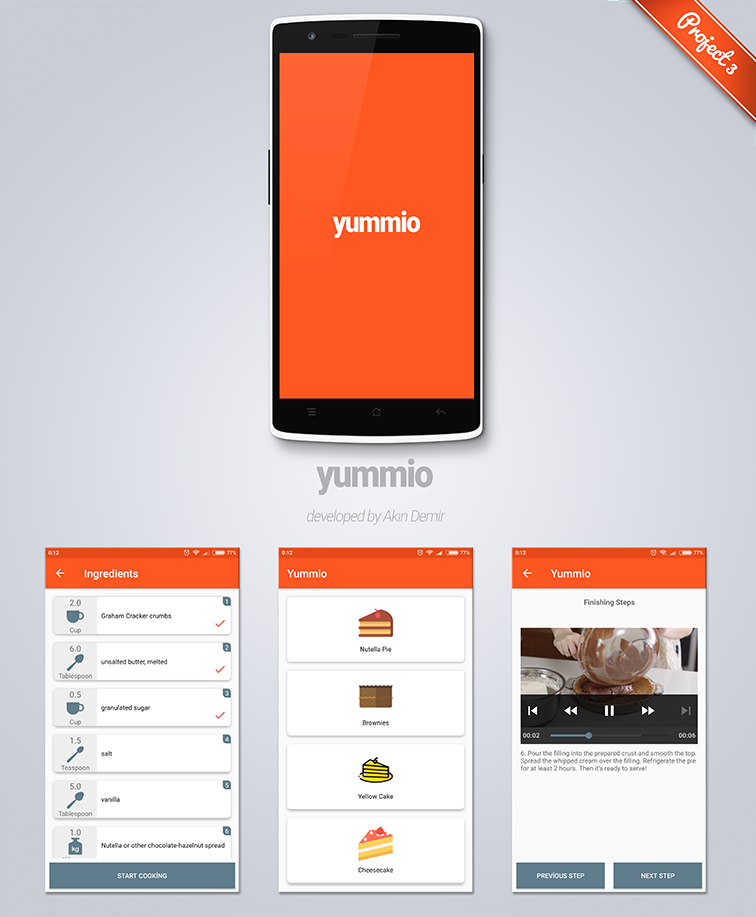 Project 3
yummio
yummio
developed by Akın Demir
0:12
77%
Ingredients
2.0
Cup
Graham Cracker crumbs
1
6.0
Tablespoon
unsalted butter, melted
2
0.5
Cup
granulated sugar
3
1.5
Teaspoon
salt
4
5.0
Tablespoon
vanilla
5
1.0
kg
Nutella or other chocolate-hazelnut spread
6
START COOKİNG
0:12
77%
Yummio
Nutella Pie
Brownies
Yellow Cake
Cheesecake
0:12
77%
Yummio
Finishing Steps
00:02
00:06
6. Pour the filling into the prepared crust and smooth the top.
Spread the whipped cream over the filling. Refrigerate the pie
for at least 2 hours. Then it's ready to serve!
PREVİOUS STEP
NEXT STEP